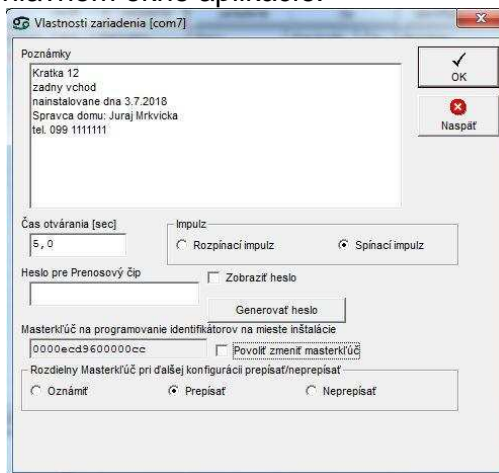 hlavnom okne aplikácie.
Vlastnosti zariadenia [com7]
Poznámky
Kratka 12
zadny vchod
nainstalovane dna 3.7.2018
Spravca domu: Juraj Mrkvicka
tel. 099 1111111
OK
Naspäť
Čas otvárania [sec]
5,0
Impulz
Rozpínací impulz
Spínací impulz
Heslo pre Prenosový čip
Zobraziť heslo
Generovať heslo
Masterkľúč na programovanie identifikátorov na mieste inštalácie
0000ecd9600000cc
Povoliť zmeniť masterkľúč
Rozdielny Masterkľúč pri ďalšej konfigurácii prepísať/neprepísať
Oznámiť
Prepísať
Neprepísať